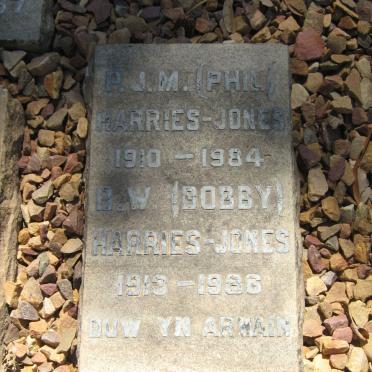 P.J.M. (PHIL)
HARRIES-JONES
1910 – 1984
B.W. (BOBBY)
HARRIES-JONES
1913 – 1986
DUW YN ARWAIN